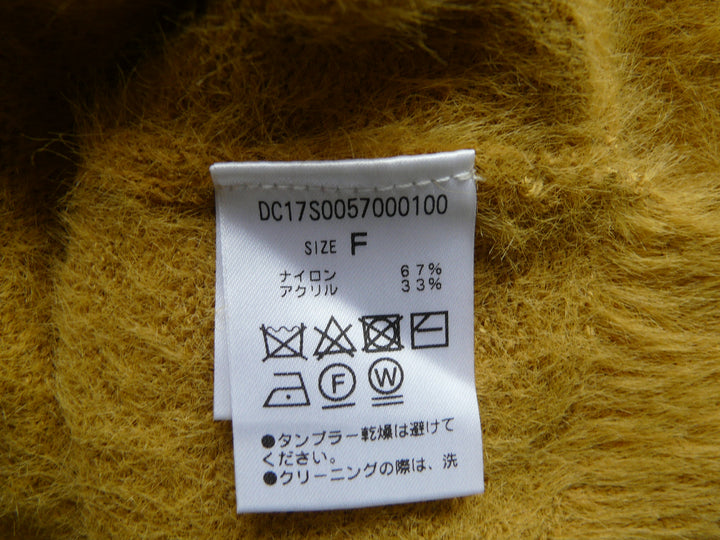 DC17S0057000100
SIZE F
ナイロン 67%
アクリル 33%
F W
●タンブラー乾燥は避けて
ください。
●クリーニングの際は、洗